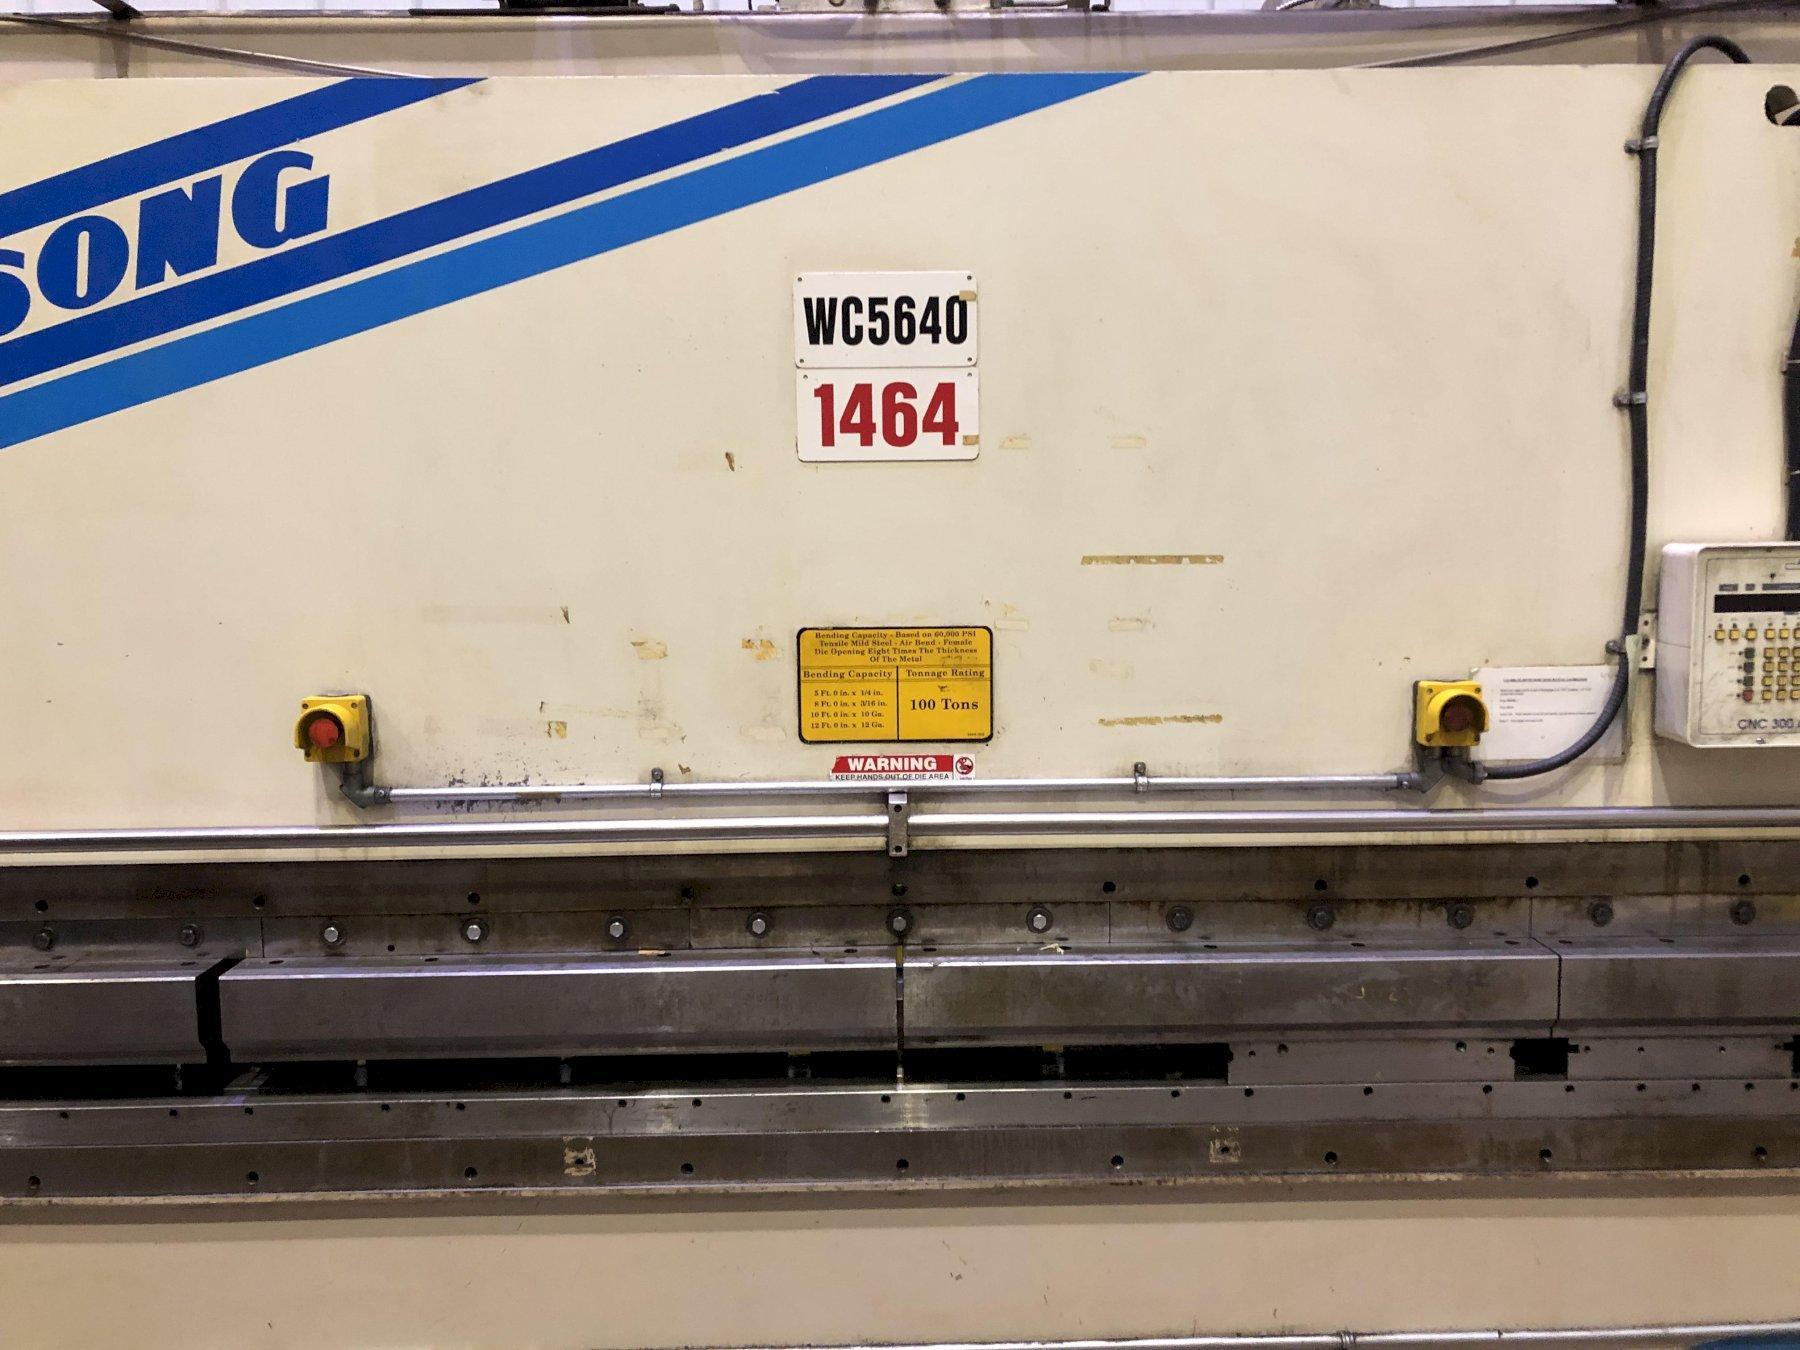 SONG
WC5640
1464
Bending Capacity - Based on 60,000 PSI
Tensile Mild Steel - Air Bend - Female
Die Opening Eight Times The Thickness
Of The Metal
Bending Capacity
Tonnage Rating
5 Ft. 0 in. x 1/4 in.
8 Ft. 0 in. x 3/16 in.
10 Ft. 0 in. x 10 Ga.
12 Ft. 0 in. x 12 Ga.
100 Tons
WARNING
KEEP HANDS OUT OF DIE AREA
CNC 300